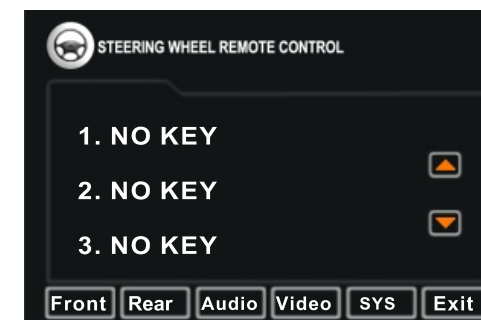 STEERING WHEEL REMOTE CONTROL
1. NO KEY
2. NO KEY
3. NO KEY
Front Rear Audio Video SYS Exit